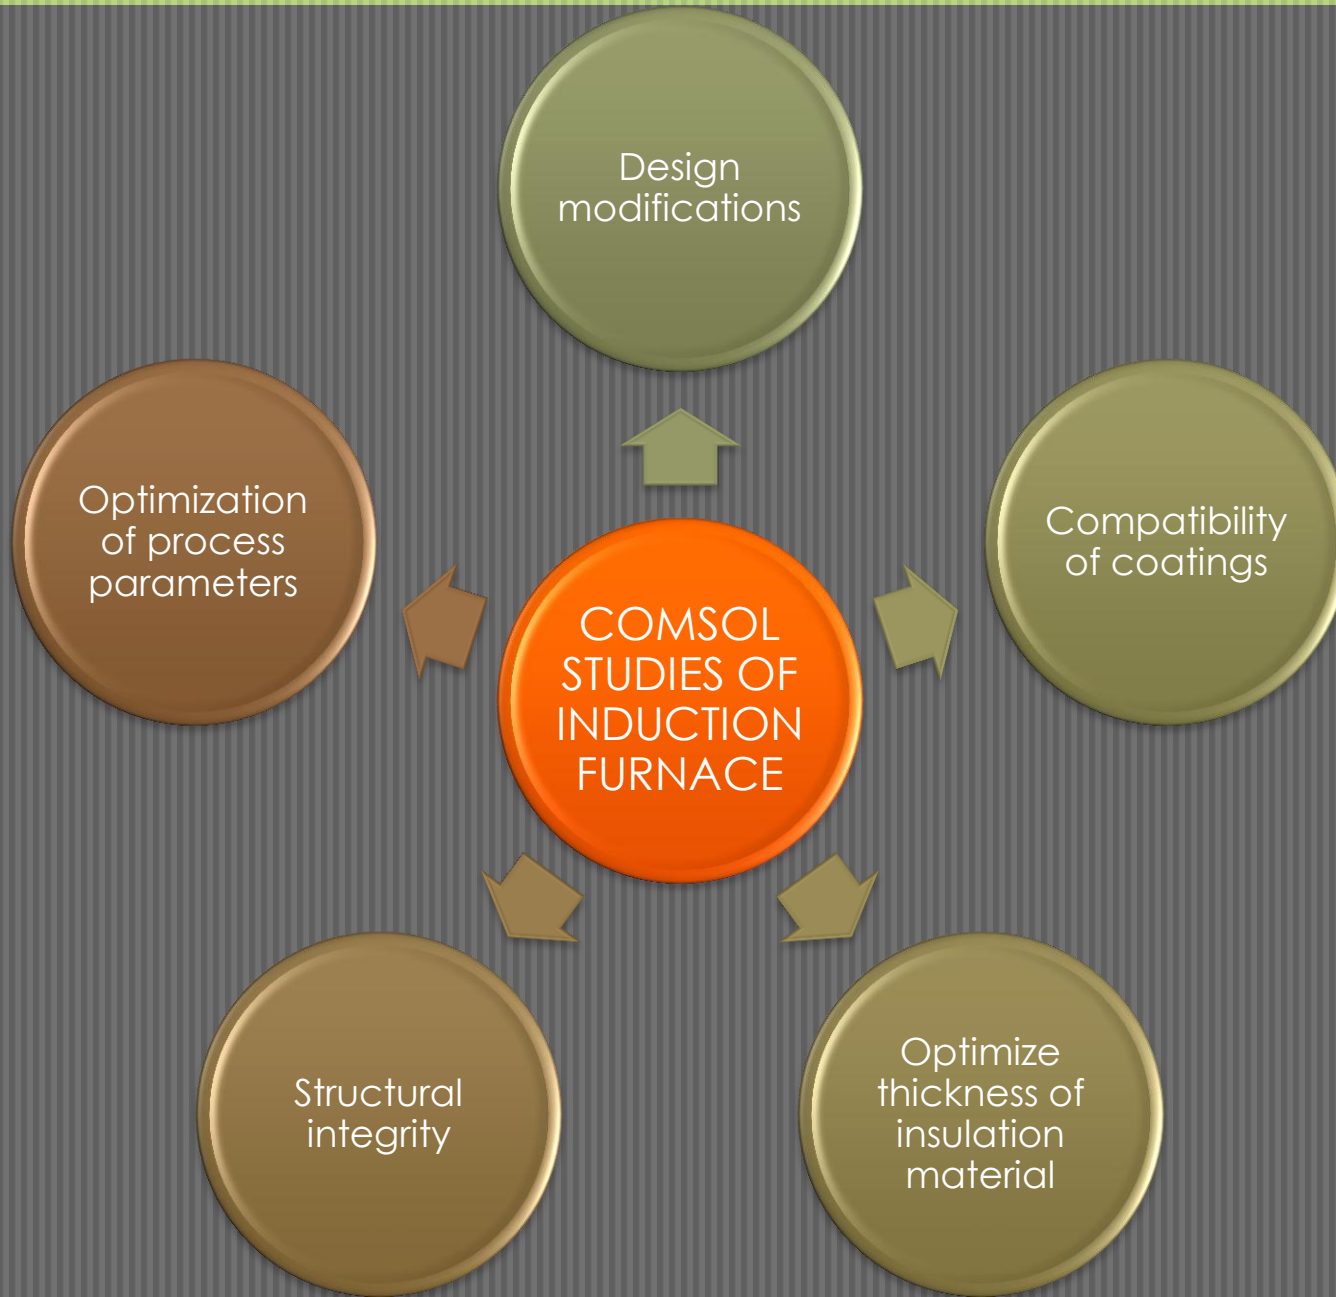 Design
modifications
Optimization
of process
parameters
Compatibility
of coatings
COMSOL
STUDIES OF
INDUCTION
FURNACE
Structural
integrity
Optimize
thickness of
insulation
material